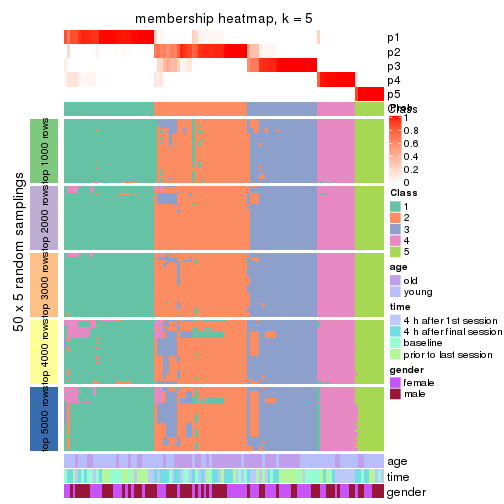 membership heatmap, k = 5
p1
p2
p3
p4
p5
Class
Prob
1
0.8
0.6
0.4
0.2
0
Class
1
2
3
4
5
age
old
young
time
4 h after 1st session
4 h after final session
baseline
prior to last session
gender
female
male
50 x 5 random samplings
top 1000 rows
top 2000 rows
top 3000 rows
top 4000 rows
top 5000 rows
age
time
gender